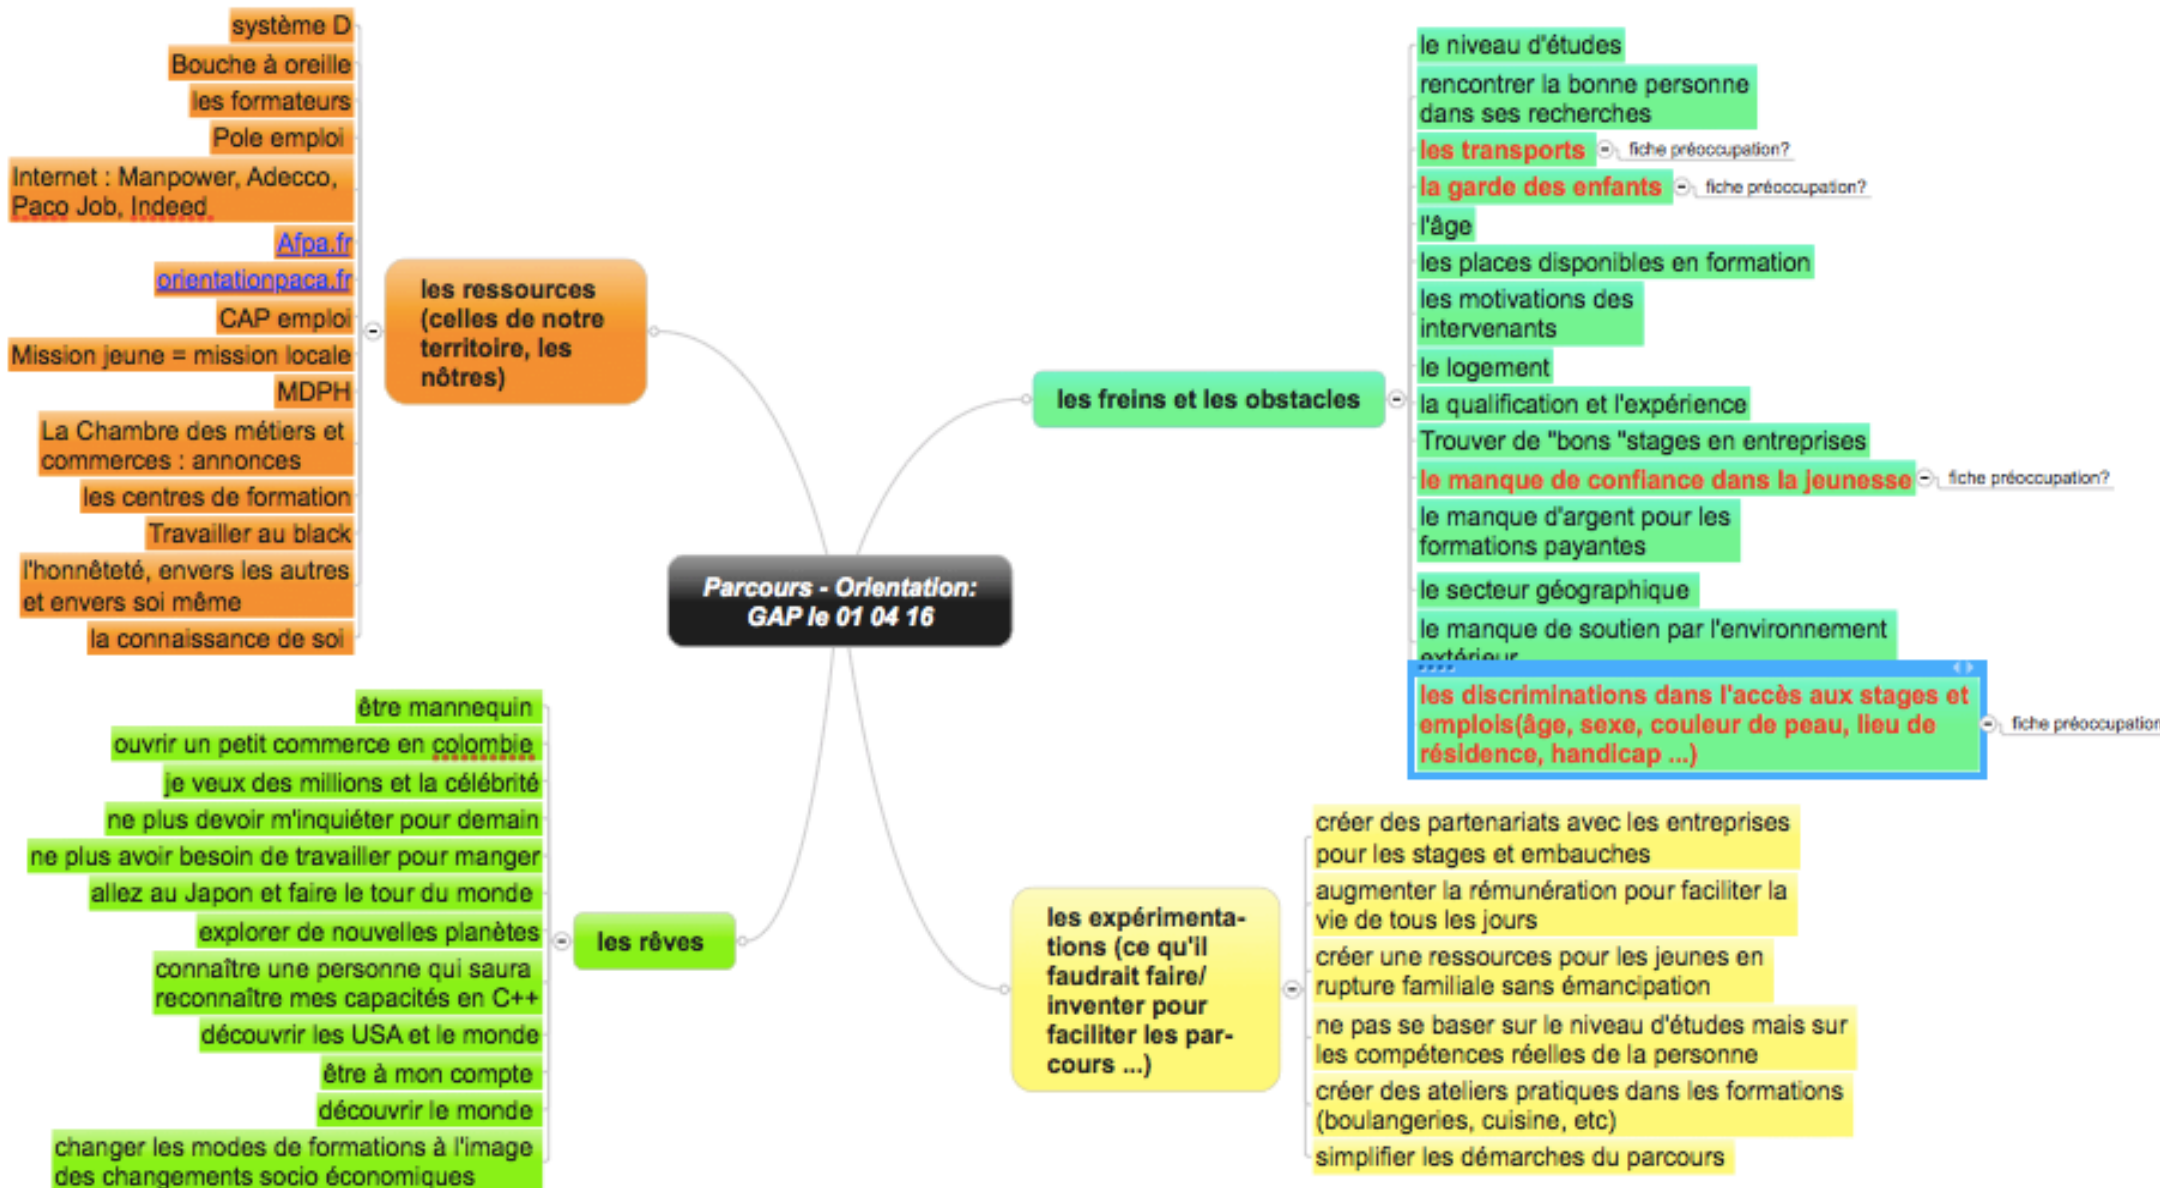 Parcours - Orientation:
GAP le 01 04 16
les ressources
(celles de notre
territoire, les
nôtres)
système D
Bouche à oreille
les formateurs
Pole emploi
Internet : Manpower, Adecco,
Paco Job, Indeed
Afpa.fr
orientationpaca.fr
CAP emploi
Mission jeune = mission locale
MDPH
La Chambre des métiers et
commerces : annonces
les centres de formation
Travailler au black
l'honnêteté, envers les autres
et envers soi même
la connaissance de soi
les freins et les obstacles
le niveau d'études
rencontrer la bonne personne
dans ses recherches
les transports
fiche préoccupation?
la garde des enfants
fiche préoccupation?
l'âge
les places disponibles en formation
les motivations des
intervenants
le logement
la qualification et l'expérience
Trouver de "bons "stages en entreprises
le manque de confiance dans la jeunesse
fiche préoccupation?
le manque d'argent pour les
formations payantes
le secteur géographique
le manque de soutien par l'environnement
extérieur
les discriminations dans l'accès aux stages et
emplois(âge, sexe, couleur de peau, lieu de
résidence, handicap ...)
fiche préoccupation
les rêves
être mannequin
ouvrir un petit commerce en colombie
je veux des millions et la célébrité
ne plus devoir m'inquiéter pour demain
ne plus avoir besoin de travailler pour manger
allez au Japon et faire le tour du monde
explorer de nouvelles planètes
connaître une personne qui saura
reconnaître mes capacités en C++
découvrir les USA et le monde
être à mon compte
découvrir le monde
changer les modes de formations à l'image
des changements socio économiques
les expérimenta-
tions (ce qu'il
faudrait faire/
inventer pour
faciliter les par-
cours ...)
créer des partenariats avec les entreprises
pour les stages et embauches
augmenter la rémunération pour faciliter la
vie de tous les jours
créer une ressources pour les jeunes en
rupture familiale sans émancipation
ne pas se baser sur le niveau d'études mais sur
les compétences réelles de la personne
créer des ateliers pratiques dans les formations
(boulangeries, cuisine, etc)
simplifier les démarches du parcours